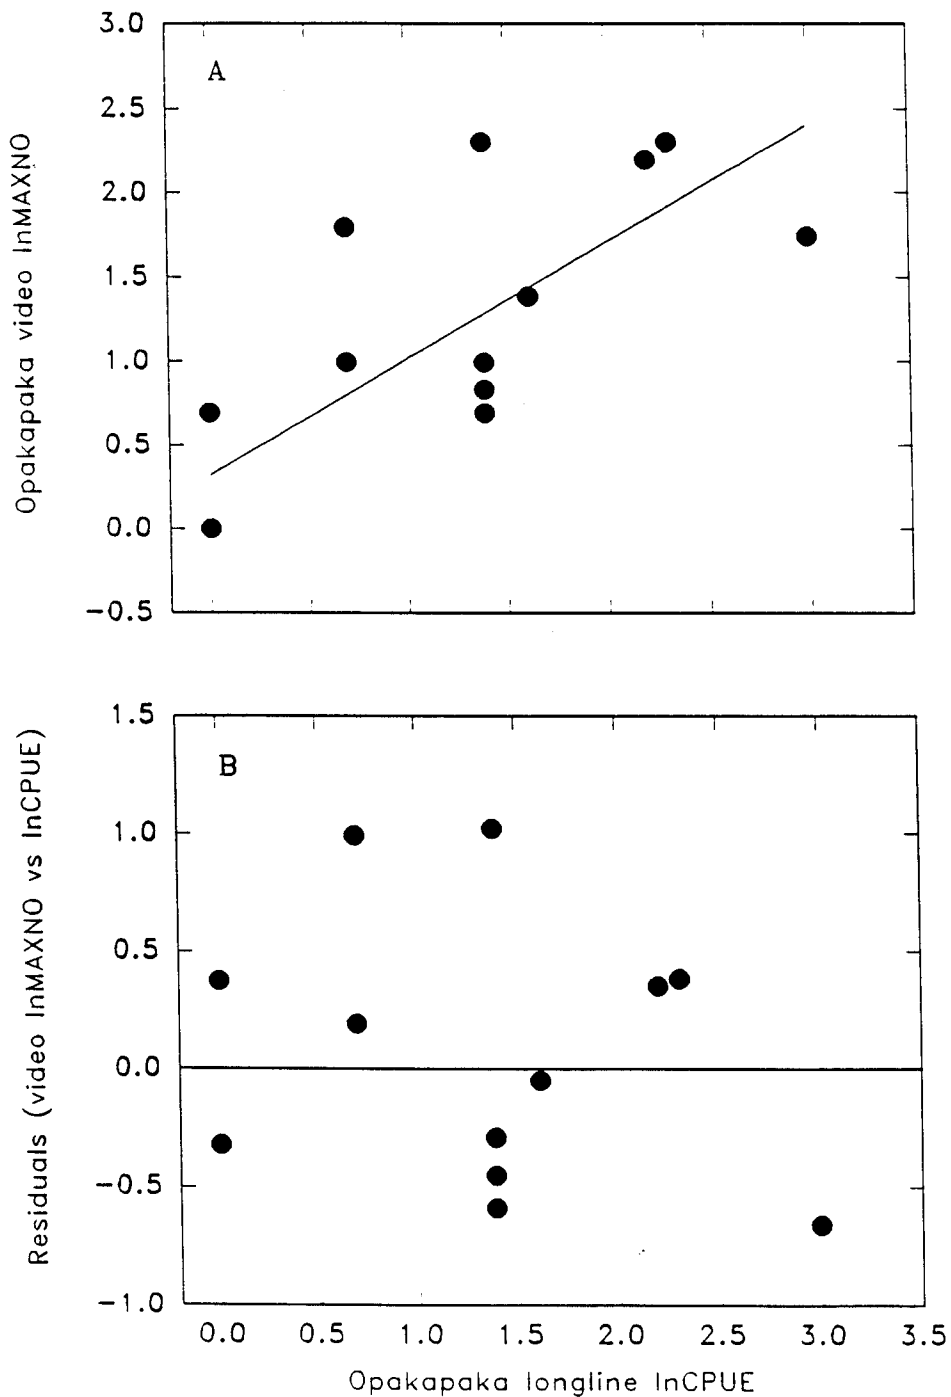 3.0
A
2.5
2.0
1.5
1.0
0.5
0.0
−0.5
Opakapaka video lnMAXNO
1.5
B
1.0
0.5
0.0
−0.5
−1.0
Residuals (video lnMAXNO vs lnCPUE)
0.0 0.5 1.0 1.5 2.0 2.5 3.0 3.5
Opakapaka longline lnCPUE